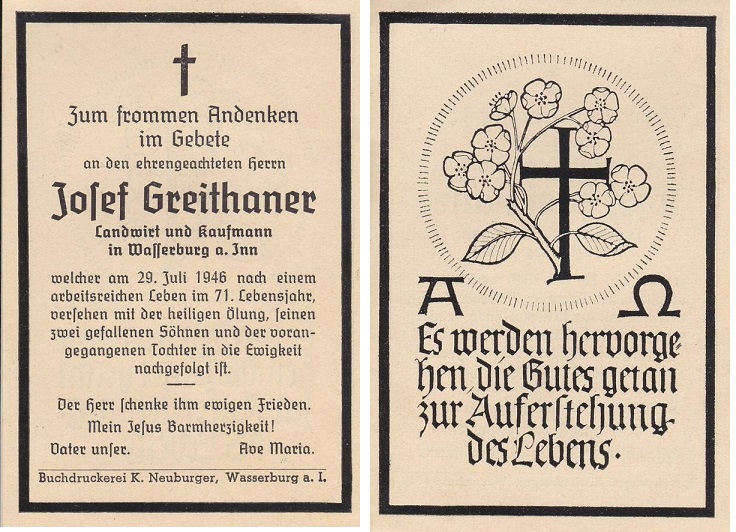 Zum frommen Andenken
im Gebete
an den ehrengeachteten Herrn
Josef Greithaner
Landwirt und Kaufmann
in Wasserburg a. Inn
welcher am 29. Juli 1946 nach einem
arbeitsreichen Leben im 71. Lebensjahr,
versehen mit der heiligen Ölung, seinen
zwei gefallenen Söhnen und der voran-
gegangenen Tochter in die Ewigkeit
nachgefolgt ist.
Der Herr schenke ihm ewigen Frieden.
Mein Jesus Barmherzigkeit!
Vater unser. Ave Maria.
Buchdruckerei K. Neuburger, Wasserburg a. I.
Α Ω
Es werden hervorge-
hen, die Gutes getan
zur Auferstehung
des Lebens.